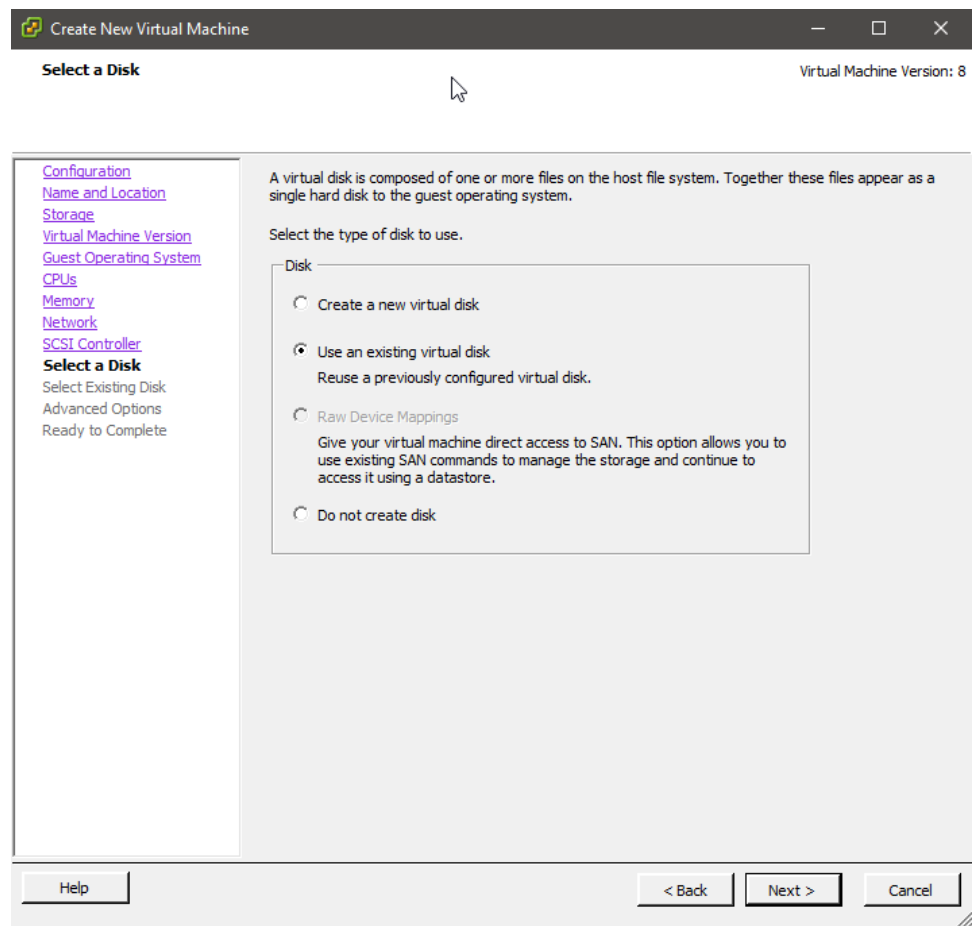 Create New Virtual Machine
Select a Disk
Virtual Machine Version: 8
Configuration
Name and Location
Storage
Virtual Machine Version
Guest Operating System
CPUs
Memory
Network
SCSI Controller
Select a Disk
Select Existing Disk
Advanced Options
Ready to Complete
A virtual disk is composed of one or more files on the host file system. Together these files appear as a
single hard disk to the guest operating system.
Select the type of disk to use.
Disk
Create a new virtual disk
Use an existing virtual disk
Reuse a previously configured virtual disk.
Raw Device Mappings
Give your virtual machine direct access to SAN. This option allows you to
use existing SAN commands to manage the storage and continue to
access it using a datastore.
Do not create disk
Help
< Back
Next >
Cancel